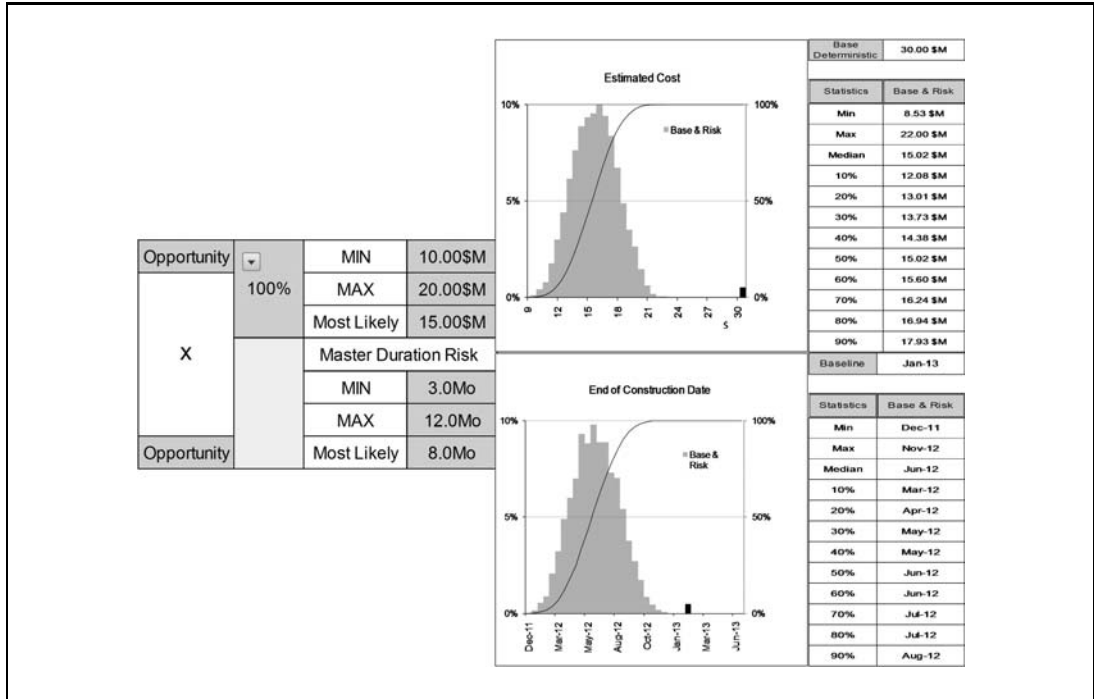 Opportunity
100%
MIN 10.00$M
MAX 20.00$M
Most Likely 15.00$M
X
Master Duration Risk
MIN 3.0Mo
MAX 12.0Mo
Opportunity Most Likely 8.0Mo
Estimated Cost
10% 100%
Base & Risk
5% 50%
0% 0%
9 12 15 18 21 24 27 30
$
Base Deterministic 30.00 $M
Statistics Base & Risk
Min 8.53 $M
Max 22.00 $M
Median 15.02 $M
10% 12.08 $M
20% 13.01 $M
30% 13.73 $M
40% 14.38 $M
50% 15.02 $M
60% 15.60 $M
70% 16.24 $M
80% 16.94 $M
90% 17.93 $M
End of Construction Date
10% 100%
Base &
Risk
5% 50%
0% 0%
Dec-11 Mar-12 May-12 Aug-12 Oct-12 Jan-13 Mar-13 Jun-13
Baseline Jan-13
Statistics Base & Risk
Min Dec-11
Max Nov-12
Median Jun-12
10% Mar-12
20% Apr-12
30% May-12
40% May-12
50% Jun-12
60% Jun-12
70% Jul-12
80% Jul-12
90% Aug-12